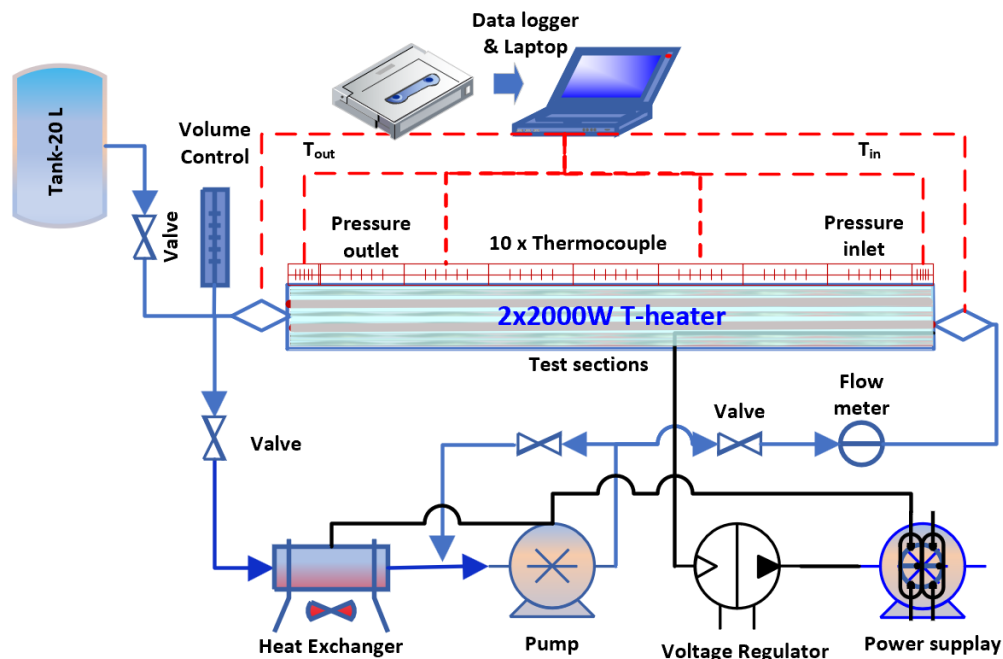 Data logger
& Laptop
Tank-20 L
Volume
Control
Tout
Tin
Valve
Pressure
outlet
10 x Thermocouple
Pressure
inlet
2x2000W T-heater
Test sections
Flow
meter
Valve
Valve
Heat Exchanger
Pump
Voltage Regulator
Power supplay